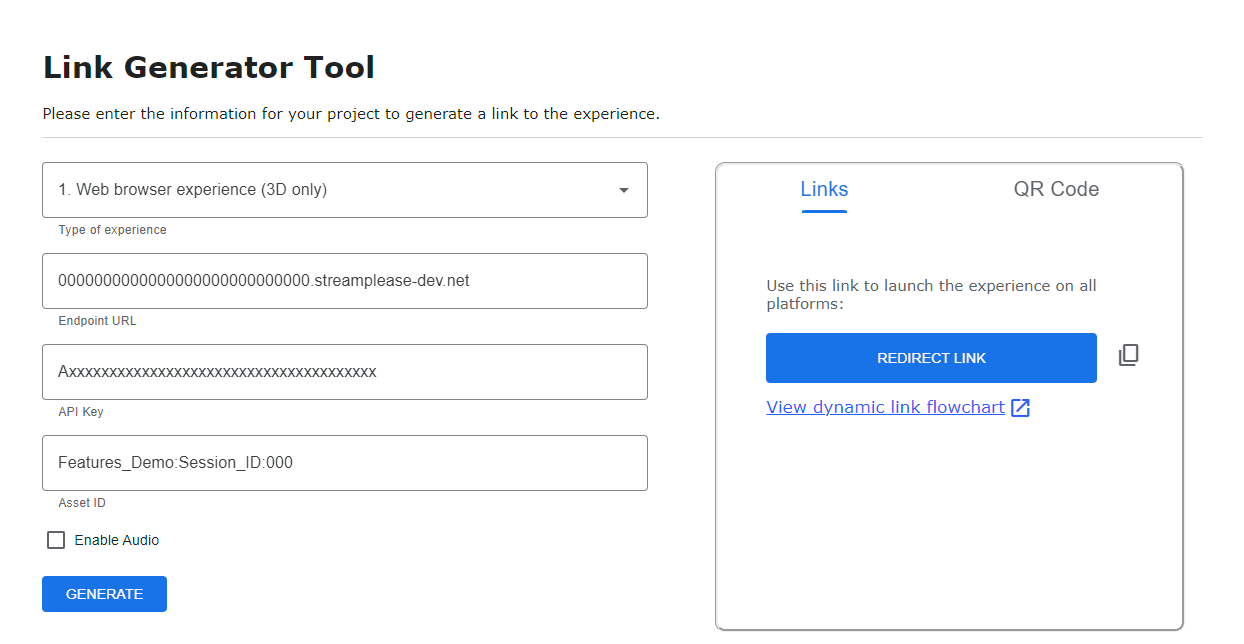 Link Generator Tool
Please enter the information for your project to generate a link to the experience.
1. Web browser experience (3D only)
Type of experience
0000000000000000000000000000.streamplease-dev.net
Endpoint URL
Axxxxxxxxxxxxxxxxxxxxxxxxxxxxxxxxxxxxxx
API Key
Features_Demo:Session_ID:000
Asset ID
Enable Audio
GENERATE
Links
QR Code
Use this link to launch the experience on all
platforms:
REDIRECT LINK
View dynamic link flowchart